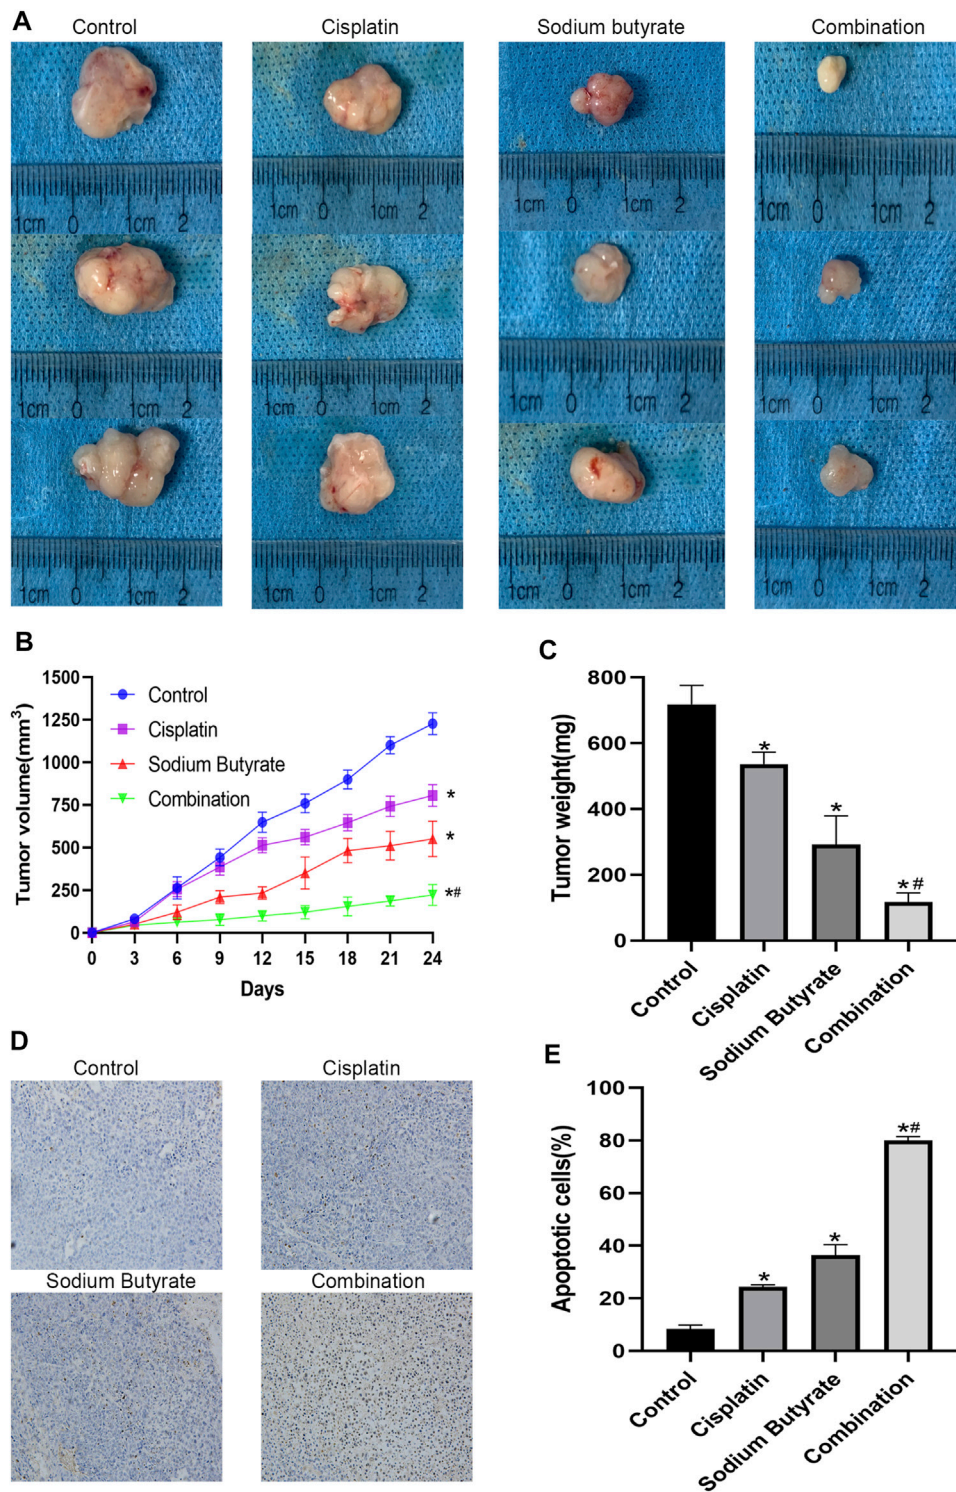 A
Control Cisplatin Sodium butyrate Combination
1cm 0 1cm 2 1cm 0 1cm 2 1cm 0 1cm 2 1cm 0 1cm 2
1cm 0 1cm 2 1cm 0 1cm 2 1cm 0 1cm 2 1cm 0 1cm 2
1cm 0 1cm 2 1cm 0 1cm 2 1cm 0 1cm 2 1cm 0 1cm 2
B
Tumor volume(mm³)
1500
1250
1000
750
500
250
0
Control
Cisplatin
Sodium Butyrate
Combination
*
*
*#
0 3 6 9 12 15 18 21 24
Days
C
Tumor weight(mg)
800
600
400
200
0
*
*
*#
Control
Cisplatin
Sodium Butyrate
Combination
D
Control Cisplatin
Sodium Butyrate Combination
E
Apoptotic cells(%)
100
80
60
40
20
0
*
*
*#
Control
Cisplatin
Sodium Butyrate
Combination